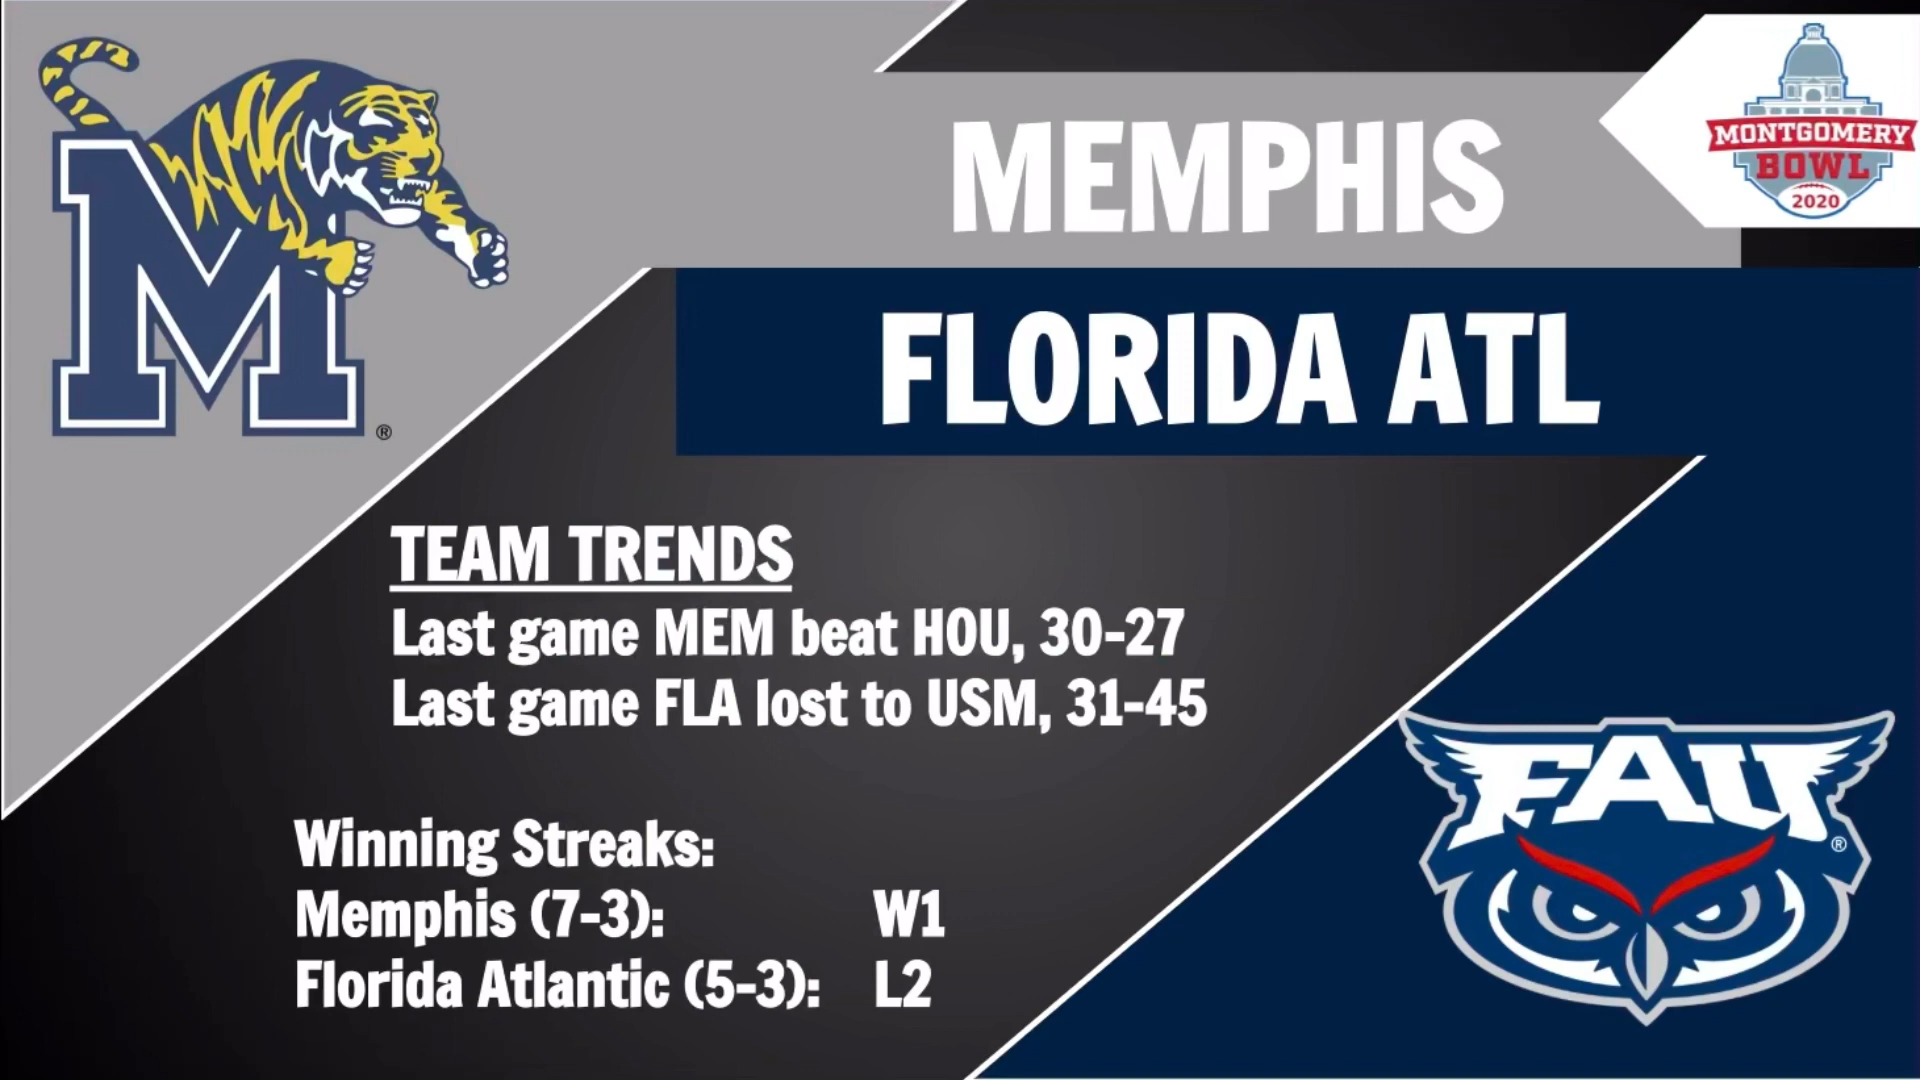 M
®
MEMPHIS
MONTGOMERY
BOWL
2020
FLORIDA ATL
TEAM TRENDS
Last game MEM beat HOU, 30-27
Last game FLA lost to USM, 31-45
Winning Streaks:
Memphis (7-3): W1
Florida Atlantic (5-3): L2
FAU
®